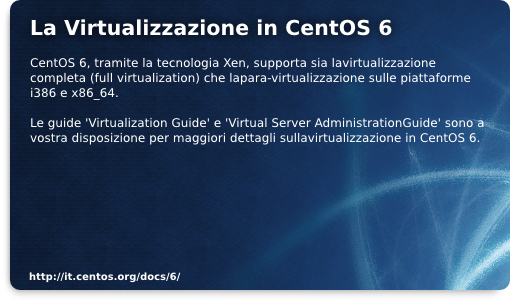 La Virtualizzazione in CentOS 6
CentOS 6, tramite la tecnologia Xen, supporta sia lavirtualizzazione
completa (full virtualization) che lapara-virtualizzazione sulle piattaforme
i386 e x86_64.
Le guide 'Virtualization Guide' e 'Virtual Server AdministrationGuide' sono a
vostra disposizione per maggiori dettagli sullavirtualizzazione in CentOS 6.
http://it.centos.org/docs/6/